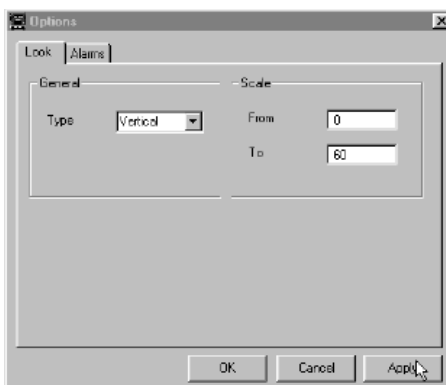 Options
Look Alarms
General Scale
Type Vertical From 0
To 60
OK Cancel Apply